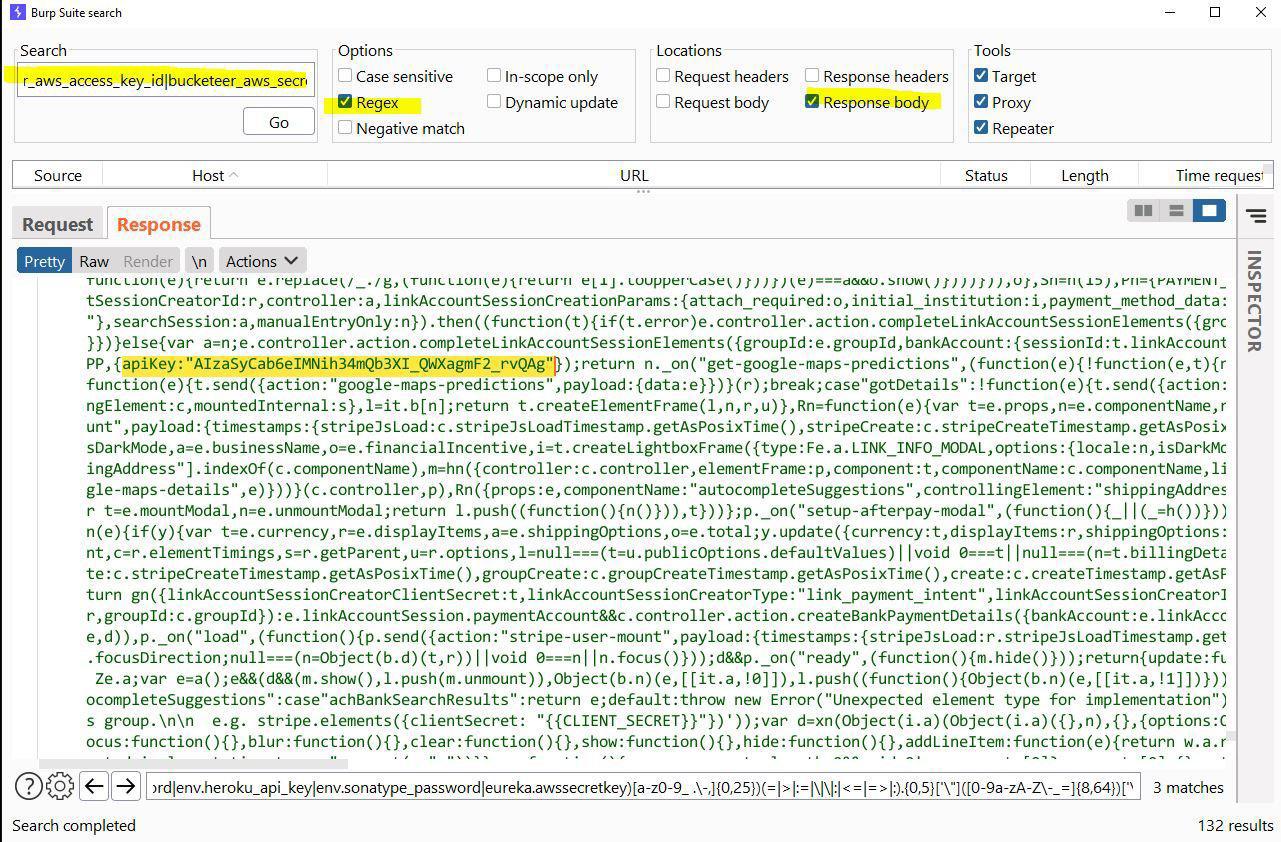 Burp Suite search
Search
r_aws_access_key_id|bucketeer_aws_secr
Go
Options
Case sensitive
In-scope only
Regex
Dynamic update
Negative match
Locations
Request headers
Response headers
Request body
Response body
Tools
Target
Proxy
Repeater
Source Host URL Status Length Time request
Request Response
Pretty Raw Render \n Actions
INSPECTOR
function(e){return e.replace(/_./g,(function(e){return e[1].toUpperCase()}))})(e)===a&&o.show()})))})),o},Sn=n(15),Pn={PAYMENT_
tSessionCreatorId:r,controller:a,linkAccountSessionCreationParams:{attach_required:o,initial_institution:i,payment_method_data:
"},searchSession:a,manualEntryOnly:n}).then((function(t){if(t.error)e.controller.action.completeLinkAccountSessionElements({gro
}})}else{var a=n;e.controller.action.completeLinkAccountSessionElements({groupId:e.groupId,bankAccount:{sessionId:t.linkAccount
PP,{apiKey:"AIzaSyCab6eIMNih34mQb3XI_QWXagmF2_rvQAg"});return n._on("get-google-maps-predictions",(function(e){!function(e,t){n
function(e){t.send({action:"google-maps-predictions",payload:{data:e}})}(r);break;case"gotDetails":!function(e){t.send({action:
ngElement:c,mountedInternal:s},l=it.b[n];return t.createElementFrame(l,n,r,u)},Rn=function(e){var t=e.props,n=e.componentName,r
ount",payload:{timestamps:{stripeJsLoad:c.stripeJsLoadTimestamp.getAsPosixTime(),stripeCreate:c.stripeCreateTimestamp.getAsPosix
sDarkMode,a=e.businessName,o=e.financialIncentive,i=t.createLightboxFrame({type:Fe.a.LINK_INFO_MODAL,options:{locale:n,isDarkMo
ingAddress"].indexOf(c.componentName),m=hn({controller:c.controller,elementFrame:p,component:t,componentName:c.componentName,li
gle-maps-details",e)}))}(c.controller,p),Rn({props:e,componentName:"autocompleteSuggestions",controllingElement:"shippingAddres
r t=e.mountModal,n=e.unmountModal;return l.push((function(){n()})),t}))};p._on("setup-afterpay-modal",(function(){_||(_=h())}))
n(e){if(y){var t=e.currency,r=e.displayItems,a=e.shippingOptions,o=e.total;y.update({currency:t,displayItems:r,shippingOptions:
nt,c=r.elementTimings,s=r.getParent,u=r.options,l=null===(t=u.publicOptions.defaultValues)||void 0===t||null===(n=t.billingDeta
te:c.stripeCreateTimestamp.getAsPosixTime(),groupCreate:c.groupCreateTimestamp.getAsPosixTime(),create:c.createTimestamp.getAsP
turn gn({linkAccountSessionCreatorClientSecret:t,linkAccountSessionCreatorType:"link_payment_intent",linkAccountSessionCreatorI
r,groupId:c.groupId}):e.linkAccountSession.paymentAccount&&c.controller.action.createBankPaymentDetails({bankAccount:e.linkAcco
e,d)),p._on("load",(function(){p.send({action:"stripe-user-mount",payload:{timestamps:{stripeJsLoad:r.stripeJsLoadTimestamp.get
.focusDirection;null===(n=Object(b.d)(t,r))||void 0===n||n.focus()}));d&&p._on("ready",(function(){m.hide()}));return{update:fu
Ze.a;var e=a();e&&(d&&(m.show(),l.push(m.unmount)),Object(b.n)(e,[[it.a,!0]]),l.push((function(){Object(b.n)(e,[[it.a,!1]])}))
ocompleteSuggestions":case"achBankSearchResults":return e;default:throw new Error("Unexpected element type for implementation")
s group.\n\n e.g. stripe.elements({clientSecret: "{{CLIENT_SECRET}}"})'));var d=xn(Object(i.a)(Object(i.a)({},n),{},{options:O
ocus:function(){},blur:function(){},clear:function(){},show:function(){},hide:function(){},addLineItem:function(e){return w.a.r
ord|env.heroku_api_key|env.sonatype_password|eureka.awssecretkey)[a-z0-9_ .\-,]{0,25})(=|>|:=|\|\|:|<=|=>|:).{0,5}['\"]([0-9a-zA-Z\-_=]{8,64})['\
3 matches
Search completed
132 results